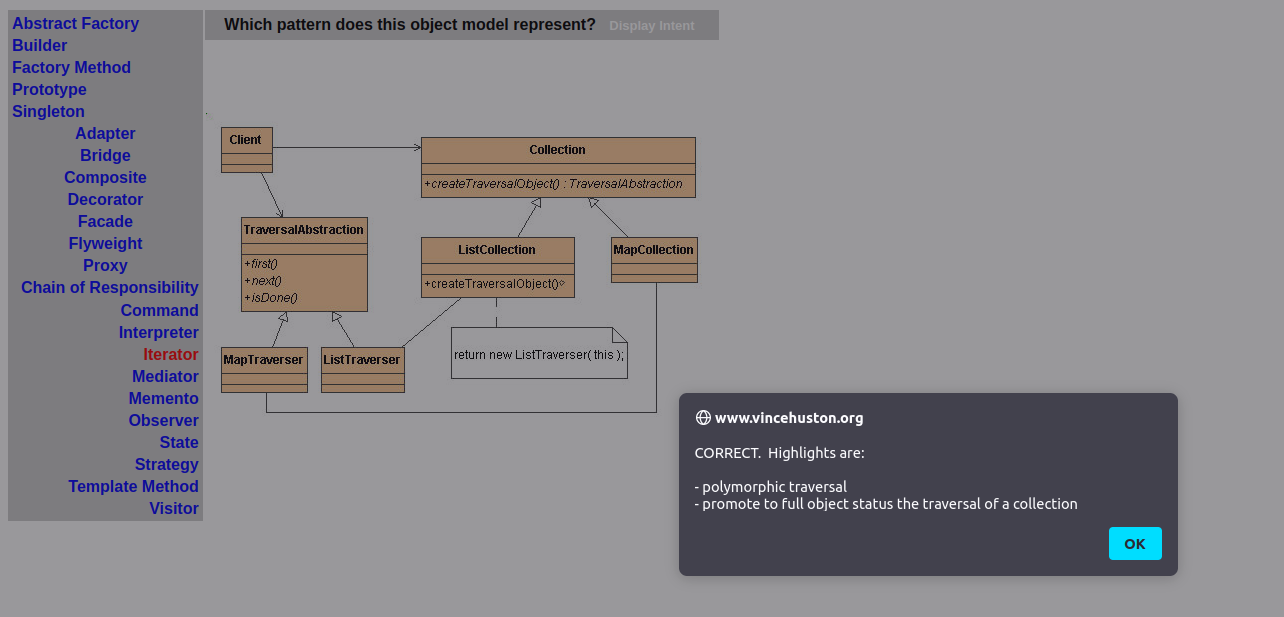 Abstract Factory
Builder
Factory Method
Prototype
Singleton
Adapter
Bridge
Composite
Decorator
Facade
Flyweight
Proxy
Chain of Responsibility
Command
Interpreter
Iterator
Mediator
Memento
Observer
State
Strategy
Template Method
Visitor
Which pattern does this object model represent? Display Intent
Client
Collection
+createTraversalObject() : TraversalAbstraction
TraversalAbstraction
+first()
+next()
+isDone()
ListCollection
+createTraversalObject()
MapCollection
MapTraverser
ListTraverser
return new ListTraverser( this );
www.vincehuston.org
CORRECT. Highlights are:
- polymorphic traversal
- promote to full object status the traversal of a collection
OK